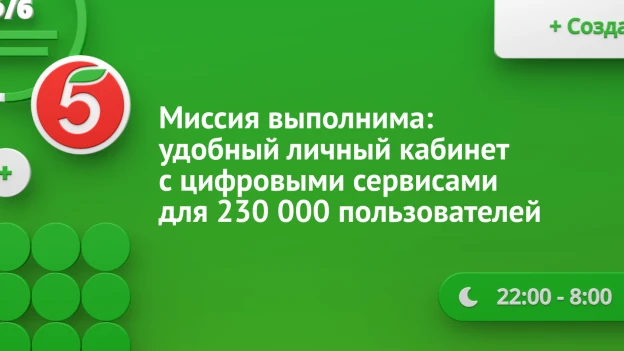 5/6
+ Созда
5
+
Миссия выполнима:
удобный личный кабинет
с цифровыми сервисами
для 230 000 пользователей
22:00 - 8:00